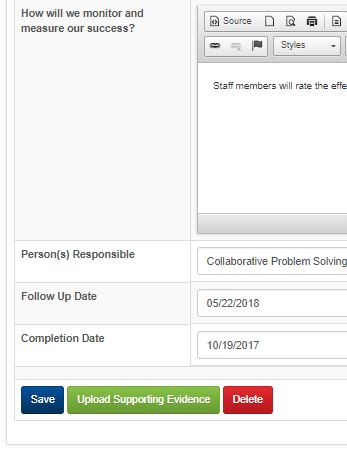 How will we monitor and
measure our success?
Source
Styles
Staff members will rate the effe
Person(s) Responsible
Collaborative Problem Solving
Follow Up Date
05/22/2018
Completion Date
10/19/2017
Save
Upload Supporting Evidence
Delete